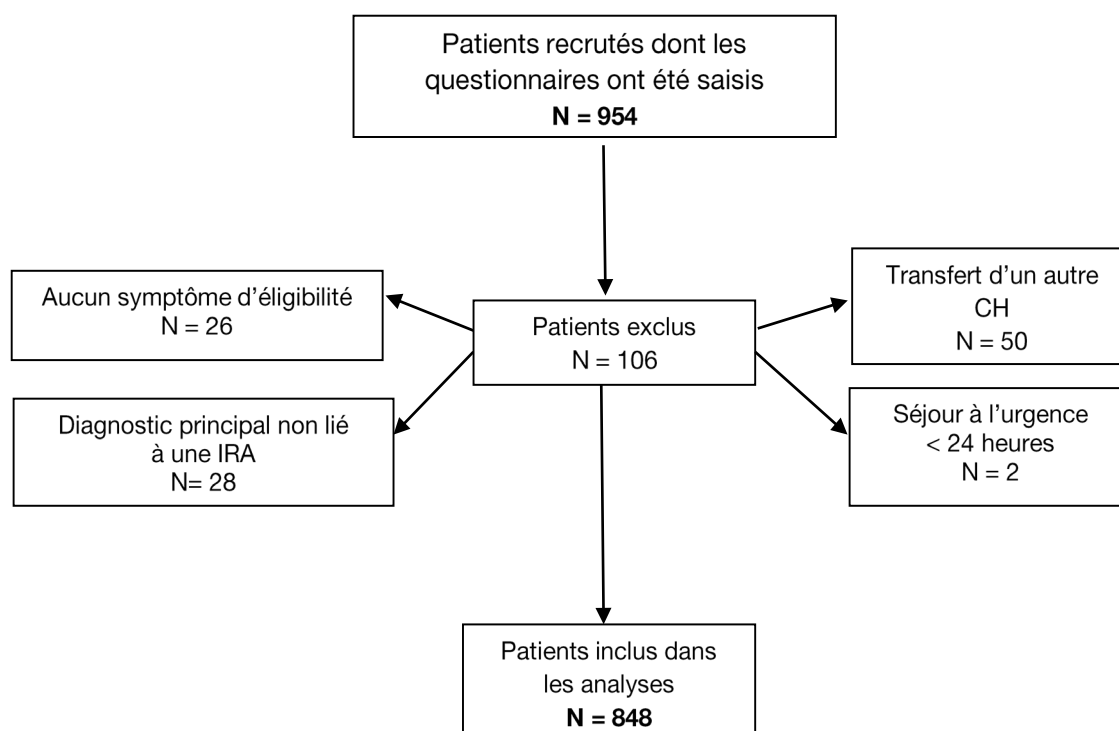 Patients recrutés dont les
questionnaires ont été saisis
N = 954
Aucun symptôme d'éligibilité
N = 26
Transfert d'un autre
CH
N = 50
Patients exclus
N = 106
Diagnostic principal non lié
à une IRA
N= 28
Séjour à l'urgence
< 24 heures
N = 2
Patients inclus dans
les analyses
N = 848